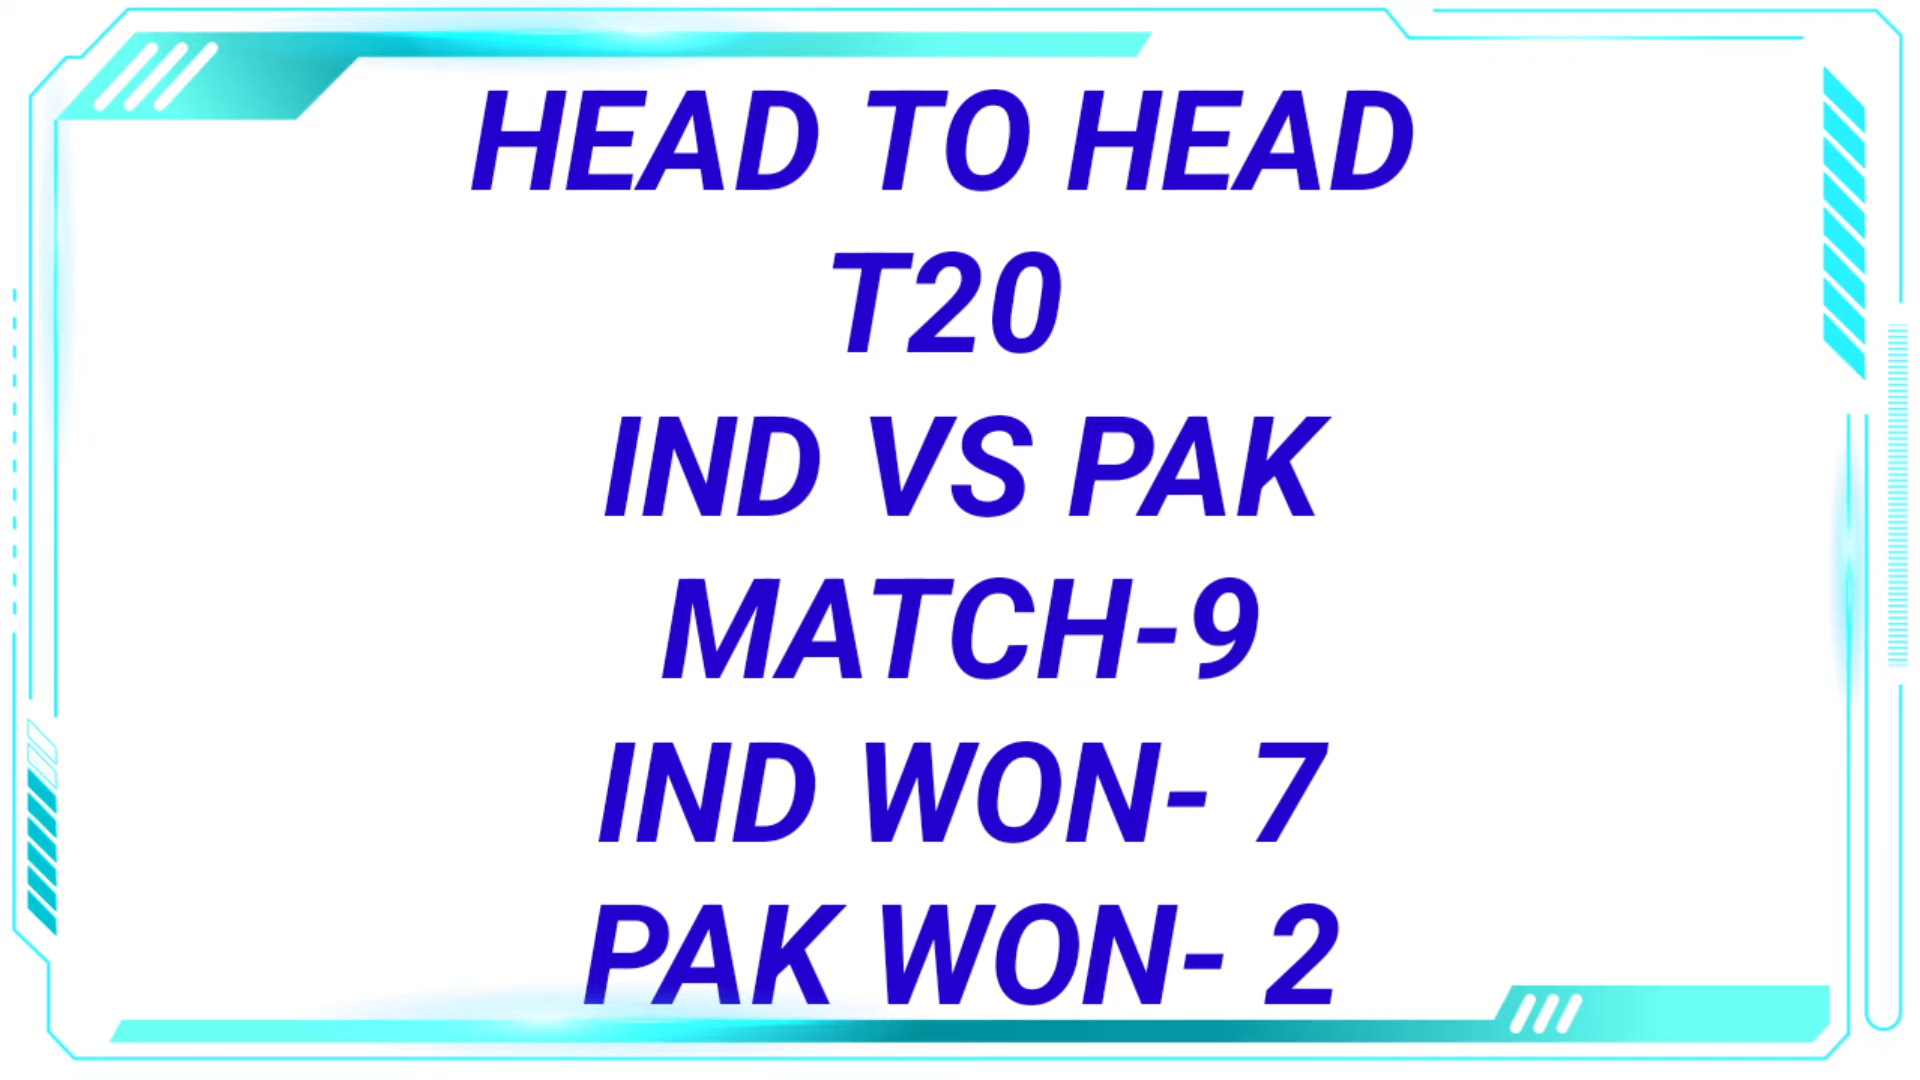 HEAD TO HEAD
T20
IND VS PAK
MATCH-9
IND WON- 7
PAK WON- 2